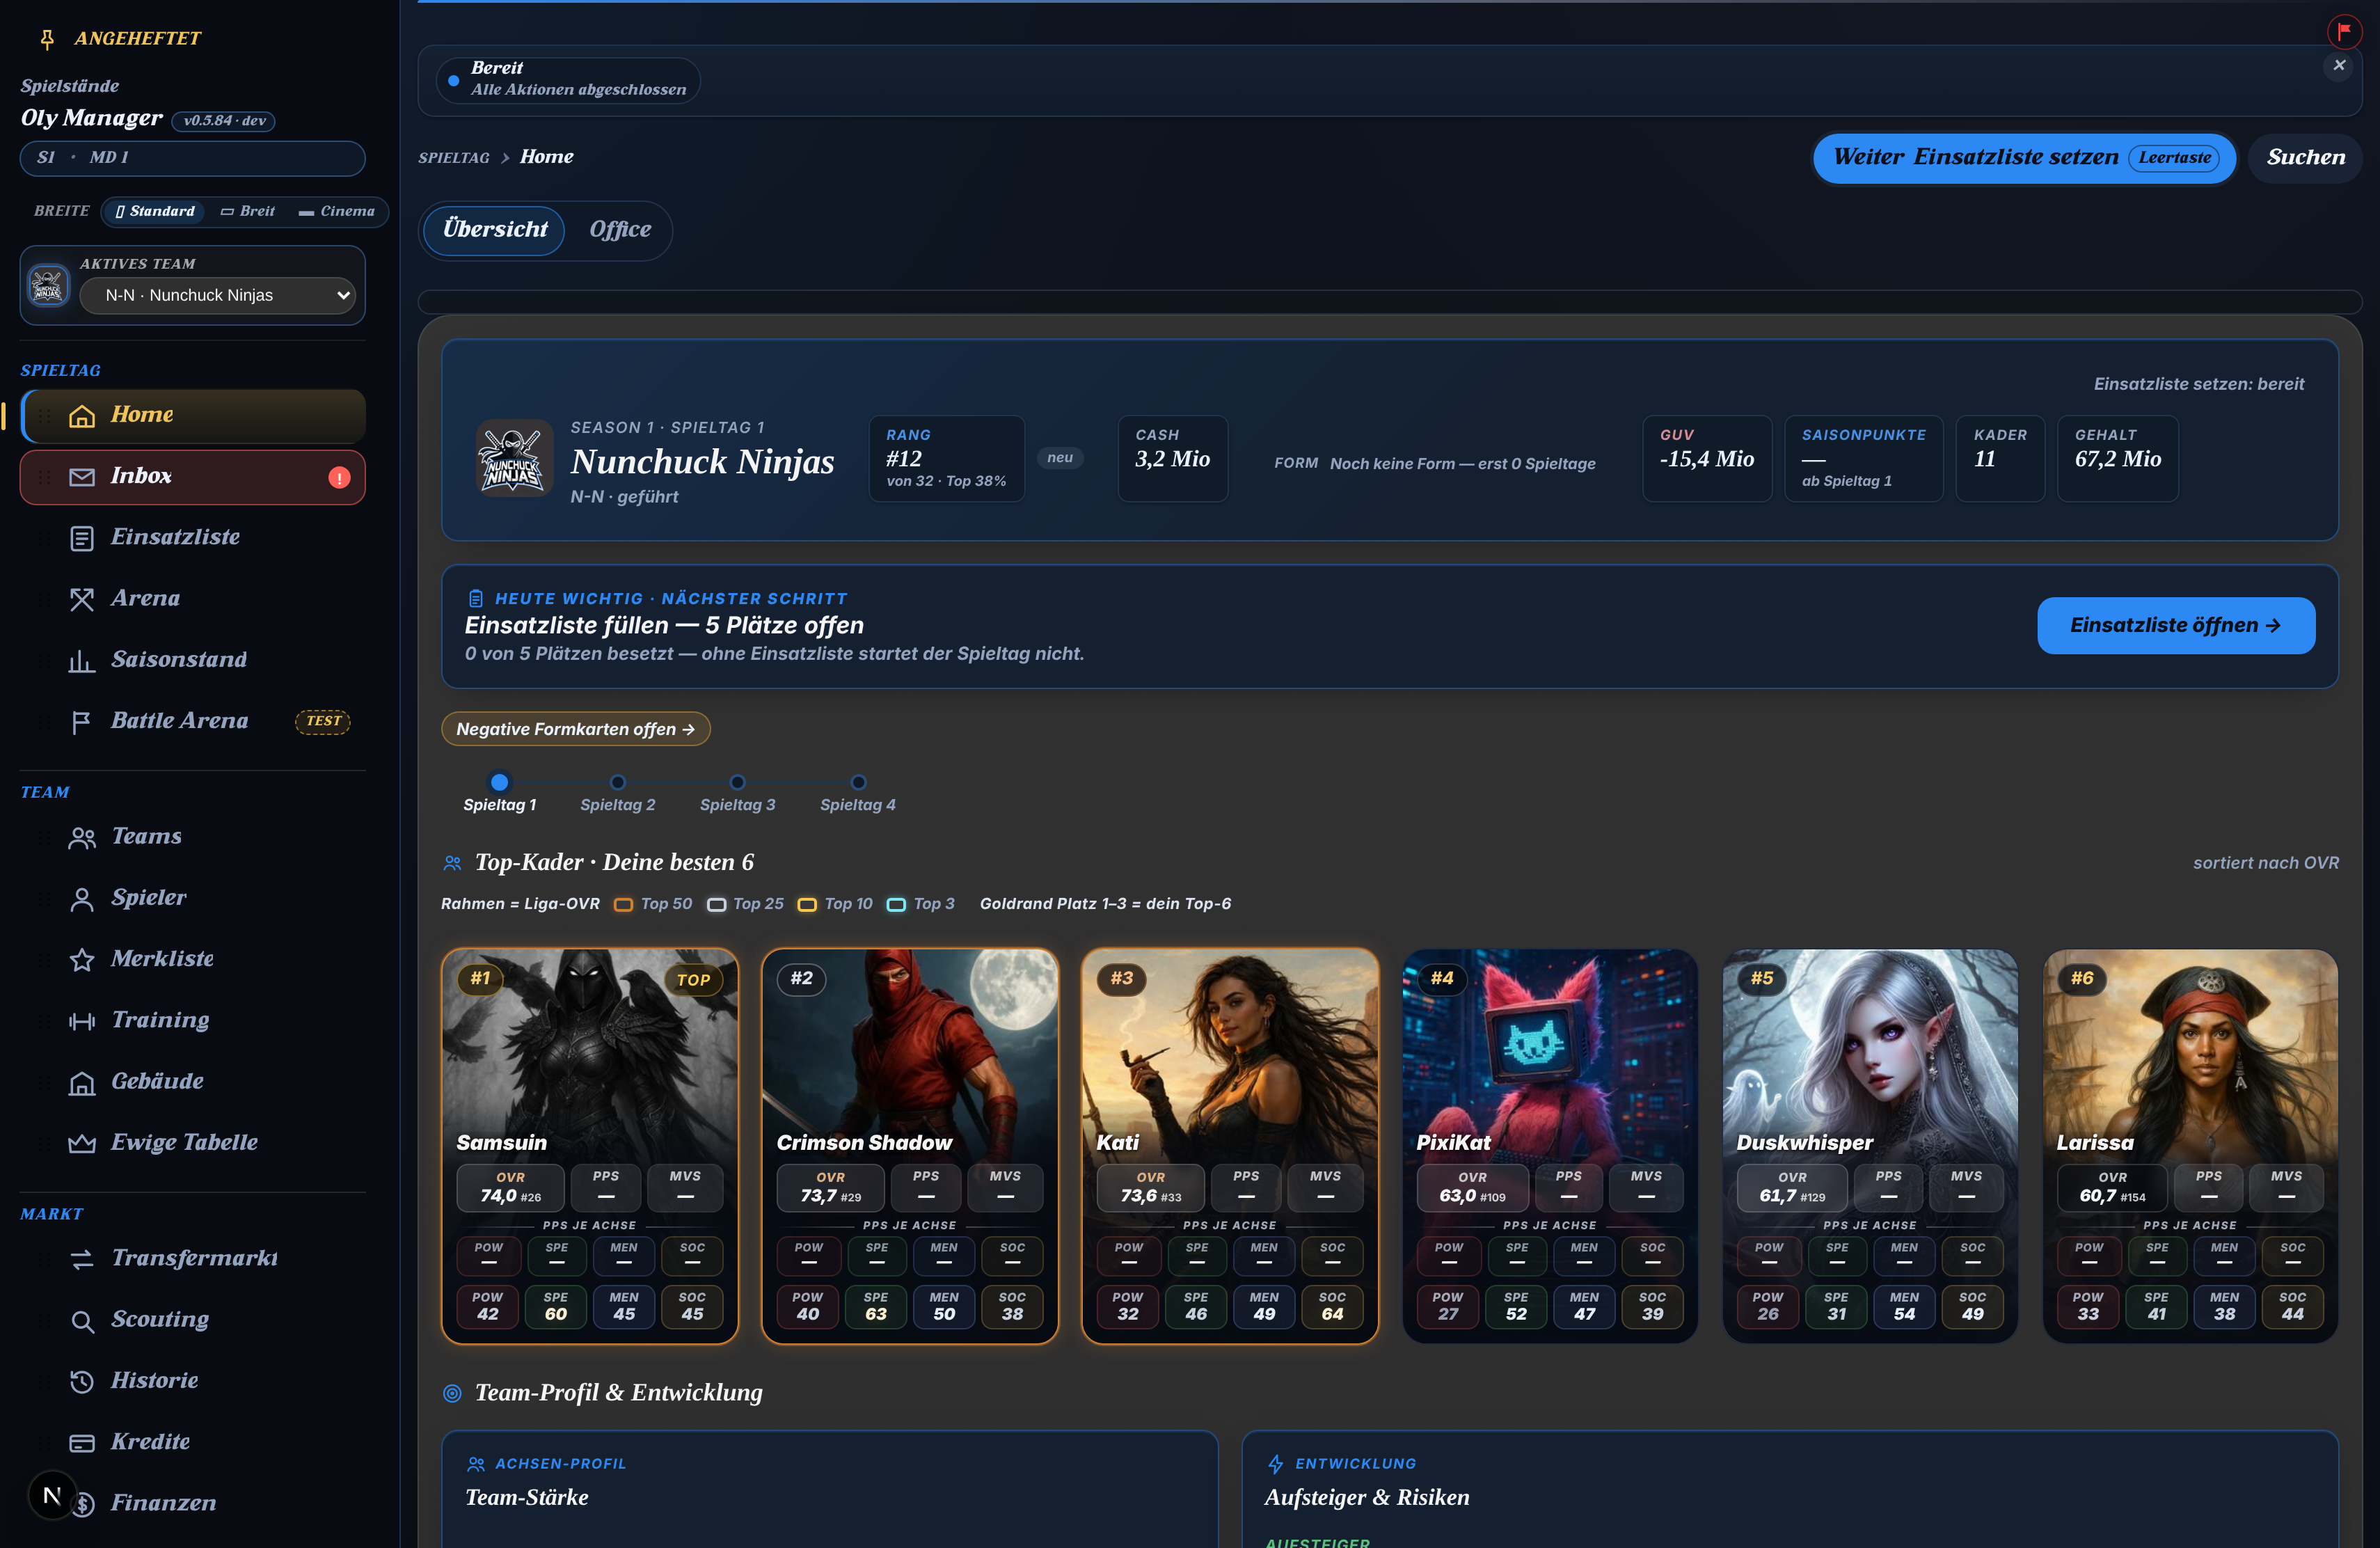 ANGEHEFTET
Spielstände
Oly Manager v0.5.84 · dev
S1 · MD 1
BREITE Standard Breit Cinema
AKTIVES TEAM
N-N · Nunchuck Ninjas
SPIELTAG
Home
Inbox !
Einsatzliste
Arena
Saisonstand
Battle Arena TEST
TEAM
Teams
Spieler
Merkliste
Training
Gebäude
Ewige Tabelle
MARKT
Transfermarkt
Scouting
Historie
Kredite
N Finanzen
Bereit
Alle Aktionen abgeschlossen
SPIELTAG > Home
Weiter Einsatzliste setzen Leertaste Suchen
Übersicht Office
Einsatzliste setzen: bereit
NUNCHUCK NINJAS
SEASON 1 · SPIELTAG 1
Nunchuck Ninjas
N-N · geführt
RANG
#12
von 32 · Top 38%
neu
CASH
3,2 Mio
FORM Noch keine Form — erst 0 Spieltage
GUV
-15,4 Mio
SAISONPUNKTE
—
ab Spieltag 1
KADER
11
GEHALT
67,2 Mio
HEUTE WICHTIG · NÄCHSTER SCHRITT
Einsatzliste füllen — 5 Plätze offen
0 von 5 Plätzen besetzt — ohne Einsatzliste startet der Spieltag nicht.
Einsatzliste öffnen →
Negative Formkarten offen →
Spieltag 1 Spieltag 2 Spieltag 3 Spieltag 4
Top-Kader · Deine besten 6
sortiert nach OVR
Rahmen = Liga-OVR Top 50 Top 25 Top 10 Top 3 Goldrand Platz 1–3 = dein Top-6
#1 TOP
Samsuin
OVR PPS MVS
74,0 #26 — —
PPS JE ACHSE
POW SPE MEN SOC
— — — —
POW SPE MEN SOC
42 60 45 45
#2
Crimson Shadow
OVR PPS MVS
73,7 #29 — —
PPS JE ACHSE
POW SPE MEN SOC
— — — —
POW SPE MEN SOC
40 63 50 38
#3
Kati
OVR PPS MVS
73,6 #33 — —
PPS JE ACHSE
POW SPE MEN SOC
— — — —
POW SPE MEN SOC
32 46 49 64
#4
PixiKat
OVR PPS MVS
63,0 #109 — —
PPS JE ACHSE
POW SPE MEN SOC
— — — —
POW SPE MEN SOC
27 52 47 39
#5
Duskwhisper
OVR PPS MVS
61,7 #129 — —
PPS JE ACHSE
POW SPE MEN SOC
— — — —
POW SPE MEN SOC
26 31 54 49
#6
Larissa
OVR PPS MVS
60,7 #154 — —
PPS JE ACHSE
POW SPE MEN SOC
— — — —
POW SPE MEN SOC
33 41 38 44
Team-Profil & Entwicklung
ACHSEN-PROFIL
Team-Stärke
ENTWICKLUNG
Aufsteiger & Risiken
AUFSTEIGER